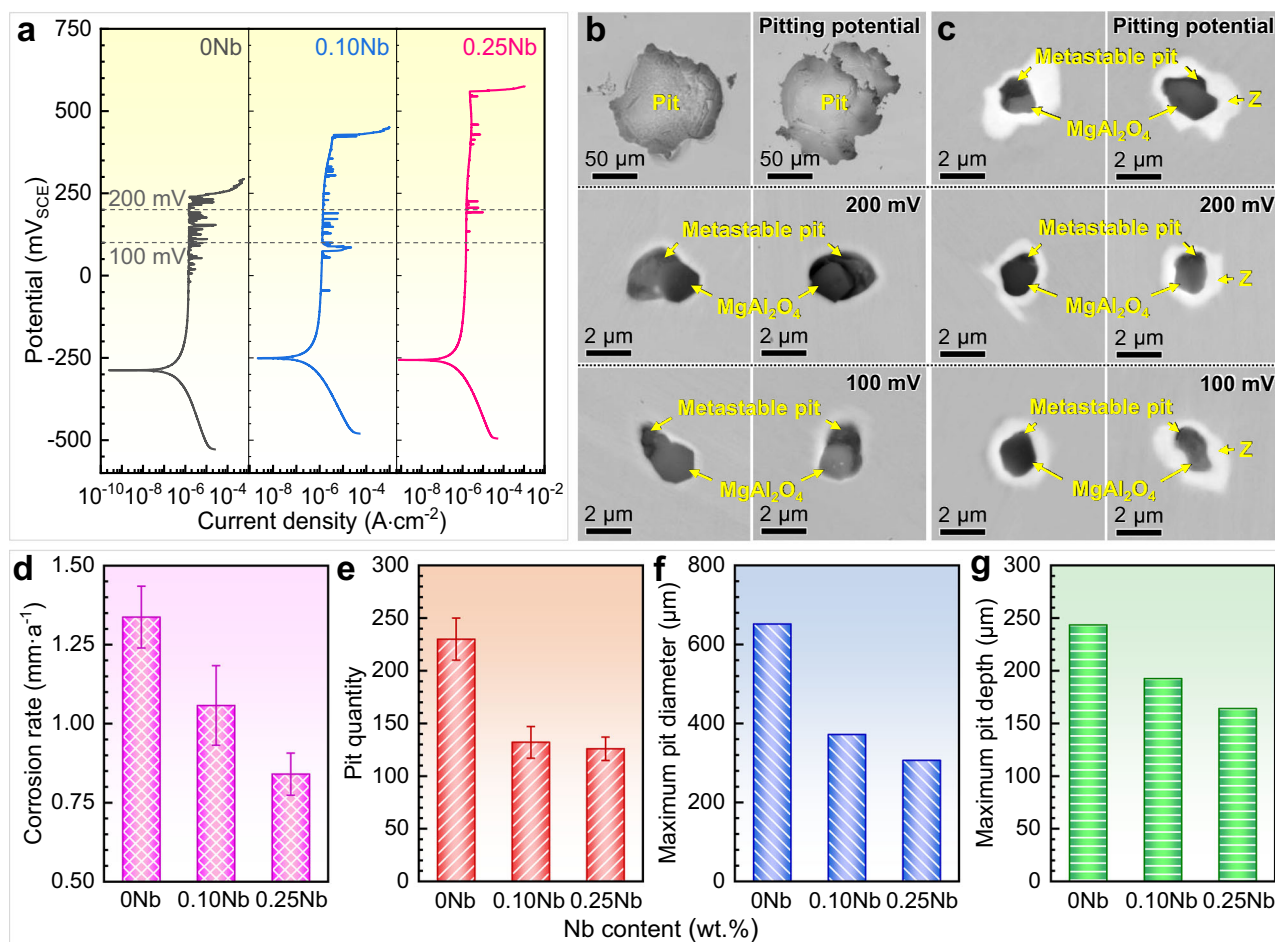 a
750
500
250
0
-250
-500
Potential (mV_SCE)
0Nb
0.10Nb
0.25Nb
200 mV
100 mV
10⁻¹⁰ 10⁻⁸ 10⁻⁶ 10⁻⁴ 10⁻⁶ 10⁻⁴ 10⁻⁶ 10⁻⁴ 10⁻²
Current density (A·cm⁻²)
b
Pitting potential
Pit
Pit
50 μm
50 μm
200 mV
Metastable pit
MgAl₂O₄
2 μm
2 μm
100 mV
Metastable pit
MgAl₂O₄
2 μm
2 μm
c
Pitting potential
Metastable pit
Z
MgAl₂O₄
2 μm
2 μm
200 mV
Metastable pit
Z
MgAl₂O₄
2 μm
2 μm
100 mV
Metastable pit
Z
MgAl₂O₄
2 μm
2 μm
d
1.50
1.25
1.00
0.75
0.50
Corrosion rate (mm·a⁻¹)
0Nb 0.10Nb 0.25Nb
e
300
250
200
150
100
50
0
Pit quantity
0Nb 0.10Nb 0.25Nb
f
800
600
400
200
0
Maximum pit diameter (μm)
0Nb 0.10Nb 0.25Nb
g
300
250
200
150
100
50
0
Maximum pit depth (μm)
0Nb 0.10Nb 0.25Nb
Nb content (wt.%)